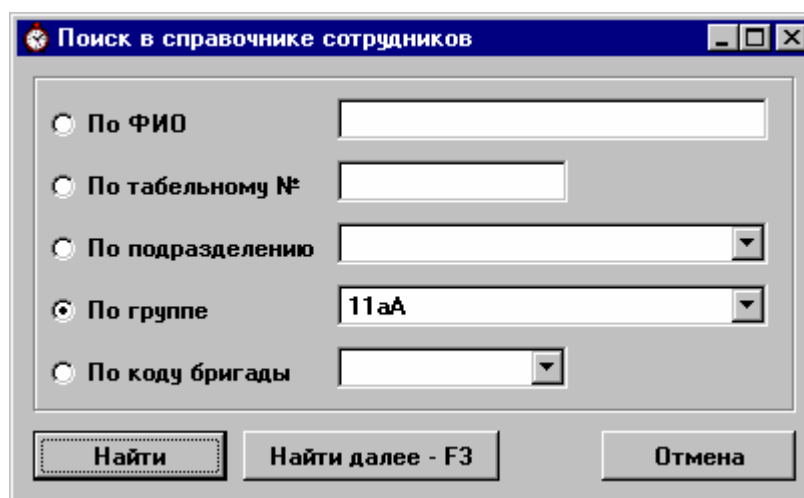 Поиск в справочнике сотрудников
По ФИО
По табельному №
По подразделению
По группе 11аА
По коду бригады
Найти Найти далее - F3 Отмена